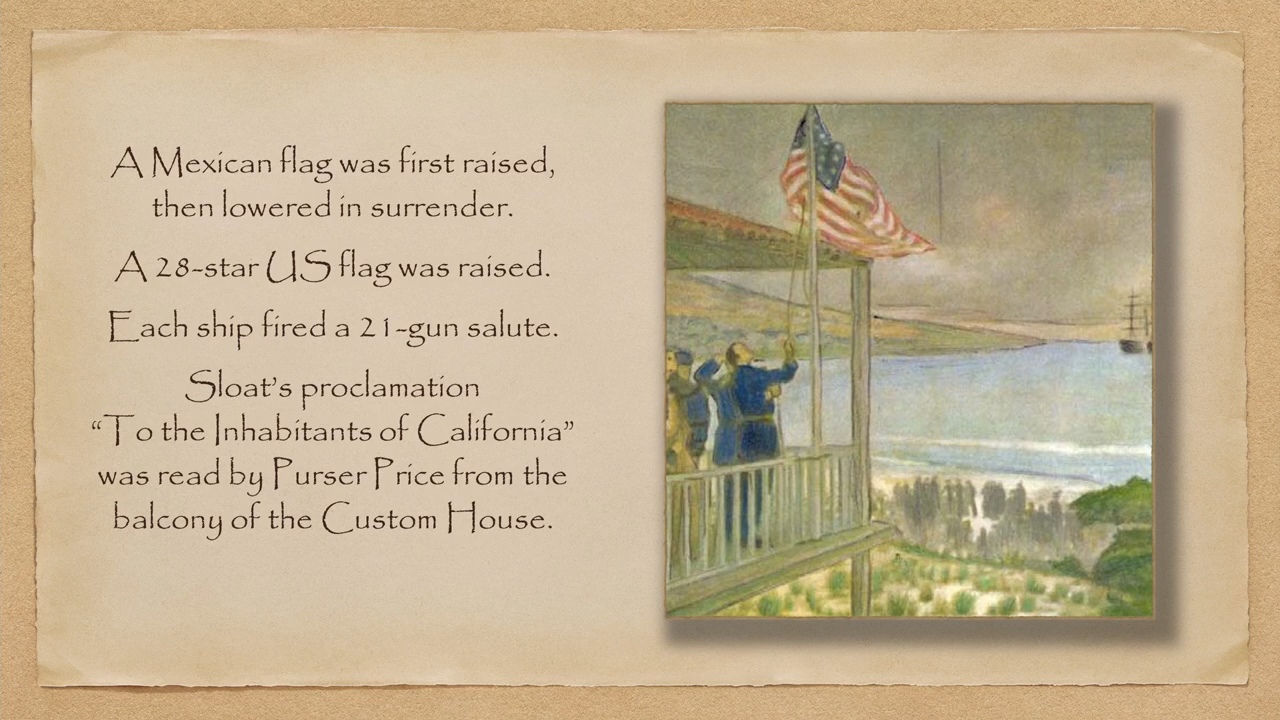 A Mexican flag was first raised,
then lowered in surrender.
A 28-star US flag was raised.
Each ship fired a 21-gun salute.
Sloat's proclamation
“To the Inhabitants of California”
was read by Purser Price from the
balcony of the Custom House.